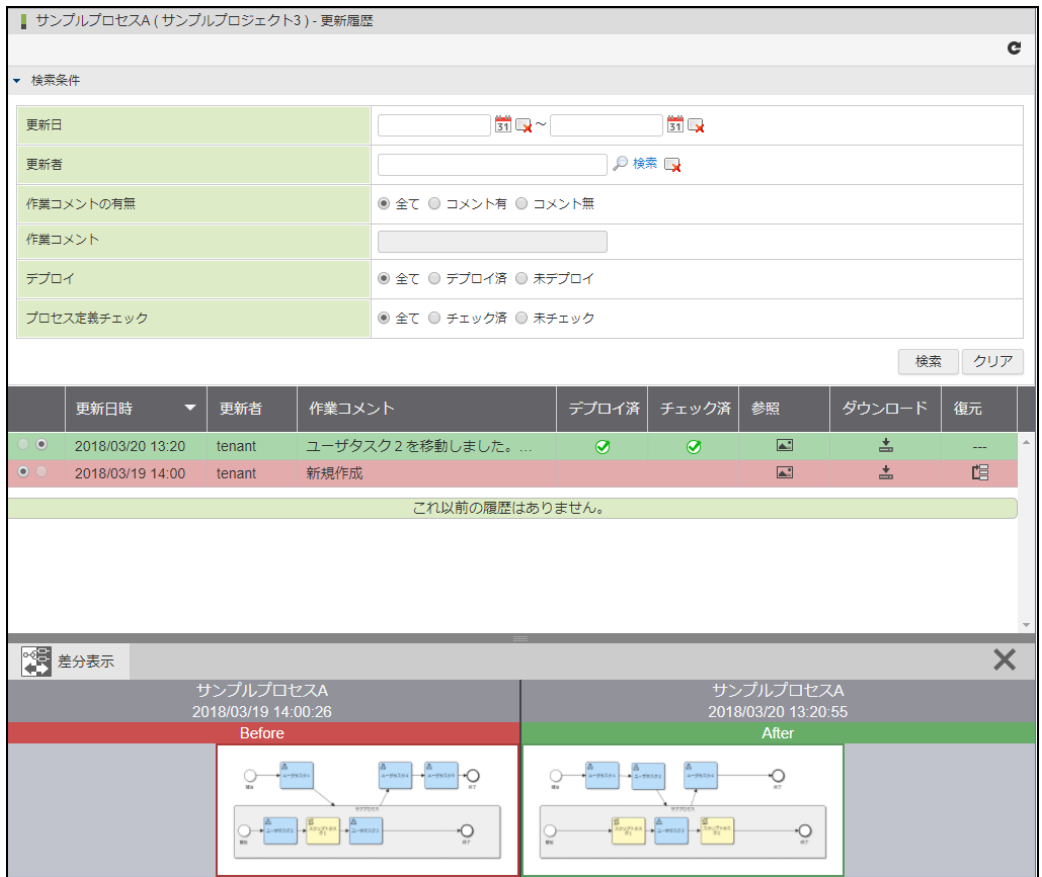 サンプルプロセスA ( サンプルプロジェクト3 ) - 更新履歴
検索条件
更新日 31 ～ 31
更新者 検索
作業コメントの有無 全て コメント有 コメント無
作業コメント
デプロイ 全て デプロイ済 未デプロイ
プロセス定義チェック 全て チェック済 未チェック
検索 クリア
更新日時 更新者 作業コメント デプロイ済 チェック済 参照 ダウンロード 復元
2018/03/20 13:20 tenant ユーザタスク２を移動しました。... ---
2018/03/19 14:00 tenant 新規作成
これ以前の履歴はありません。
差分表示
サンプルプロセスA サンプルプロセスA
2018/03/19 14:00:26 2018/03/20 13:20:55
Before After